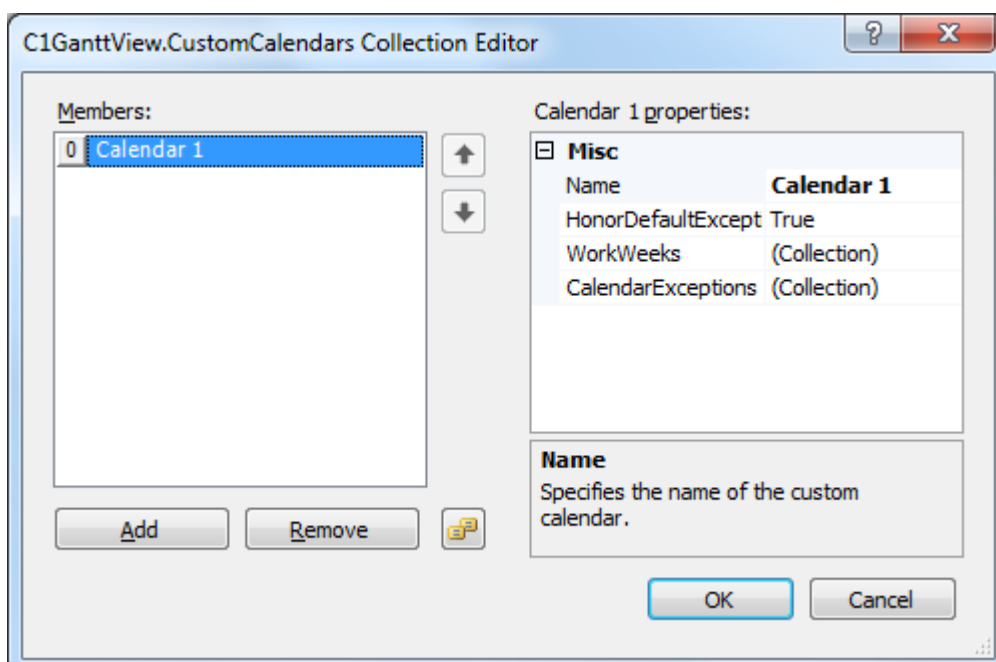 C1GanttView.CustomCalendars Collection Editor
?
Members:
0 Calendar 1
Calendar 1 properties:
Misc
Name Calendar 1
HonorDefaultExcept True
WorkWeeks (Collection)
CalendarExceptions (Collection)
Name
Specifies the name of the custom
calendar.
Add
Remove
OK
Cancel